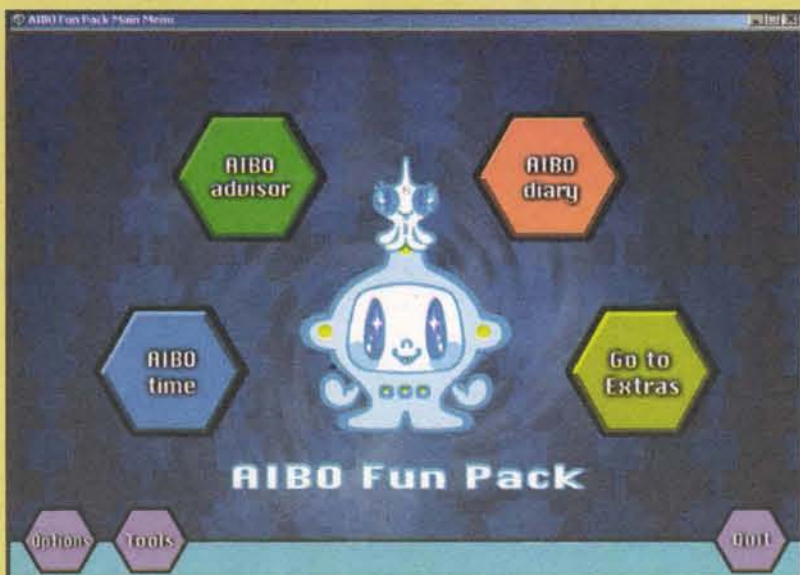 AIBO Fun Pack Main Menu
AIBO
advisor
AIBO
diary
AIBO
time
Go to
Extras
AIBO Fun Pack
Options
Tools
Quit